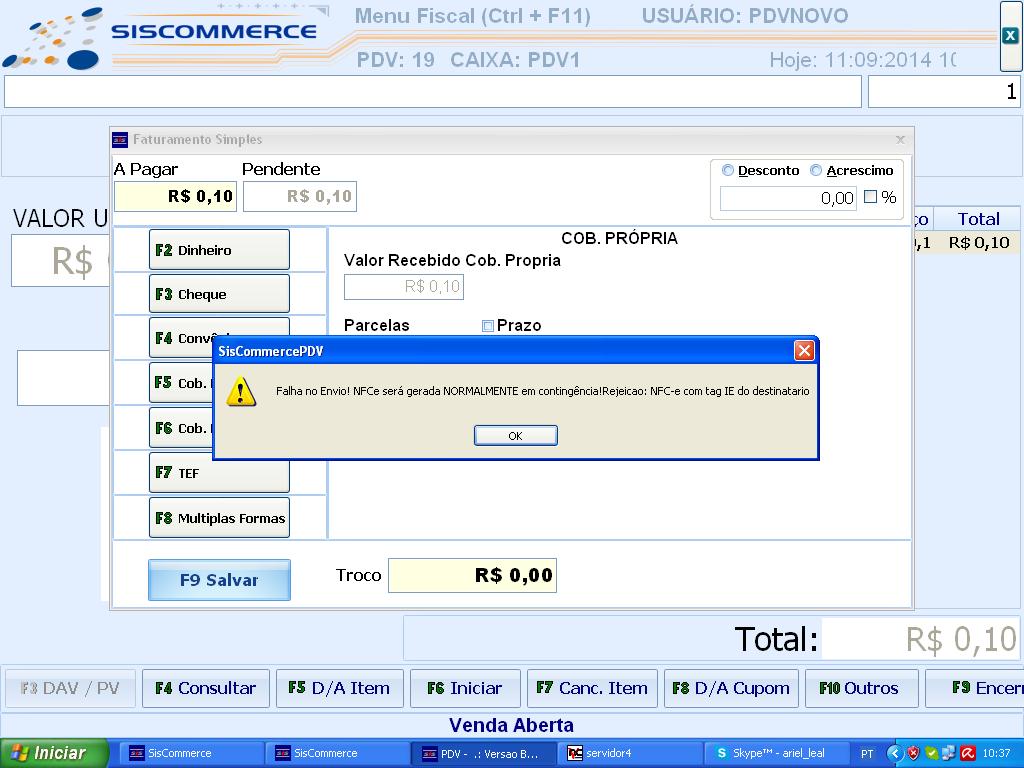 SISCOMMERCE
Menu Fiscal (Ctrl + F11) USUÁRIO: PDVNOVO
PDV: 19 CAIXA: PDV1 Hoje: 11:09:2014
1
Faturamento Simples
A Pagar Pendente
R$ 0,10 R$ 0,10
Desconto Acrescimo
0,00 %
VALOR U
R$
Total
,1 R$ 0,10
F2 Dinheiro
F3 Cheque
F4
F5 Cob.
F6 Cob.
F7 TEF
F8 Multiplas Formas
COB. PRÓPRIA
Valor Recebido Cob. Propria
R$ 0,10
Parcelas Prazo
SisCommercePDV
Falha no Envio! NFCe será gerada NORMALMENTE em contingência!Rejeicao: NFC-e com tag IE do destinatario
OK
F9 Salvar
Troco R$ 0,00
Total: R$ 0,10
F3 DAV / PV F4 Consultar F5 D/A Item F6 Iniciar F7 Canc. Item F8 D/A Cupom F10 Outros F9 Encerr
Venda Aberta
Iniciar SisCommerce SisCommerce PDV - .: Versao B... servidor4 Skype™ - ariel_leal PT 10:37